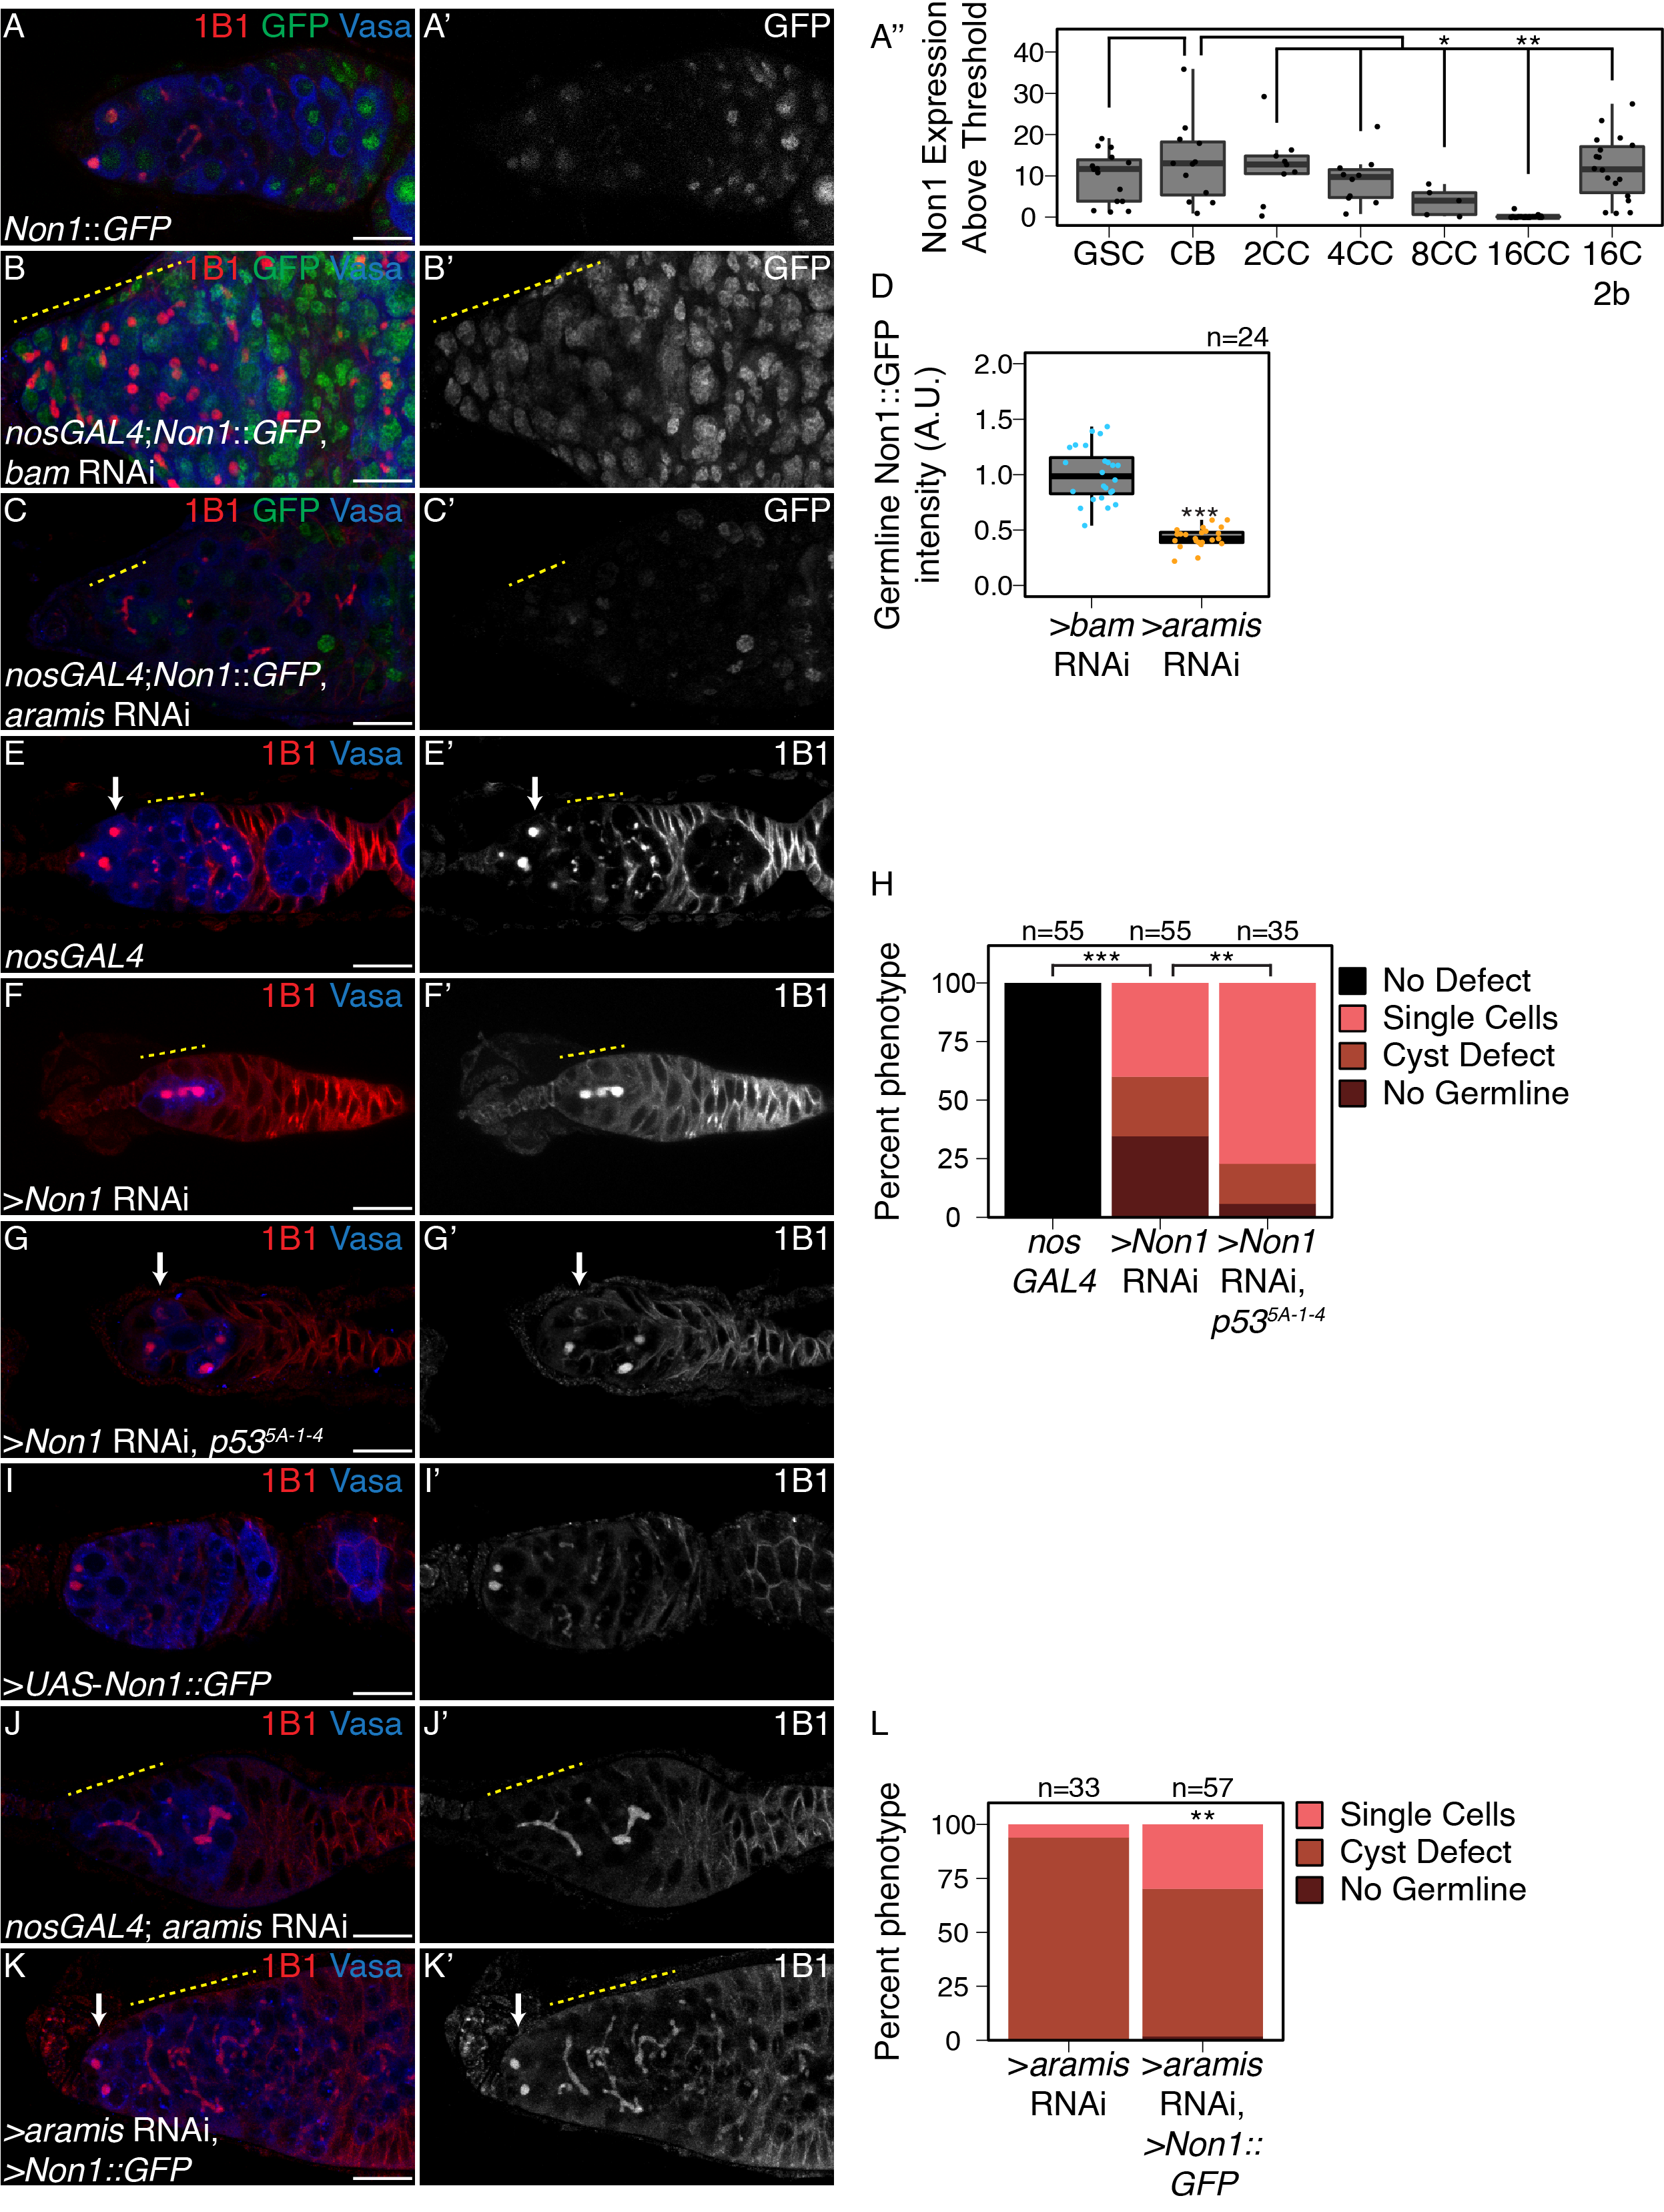 A 1B1 GFP Vasa
Non1::GFP
A’ GFP
A’’
Non1 Expression
Above Threshold
40
30
20
10
0
* **
GSC CB 2CC 4CC 8CC 16CC 16C
2b
B 1B1 GFP Vasa
nosGAL4;Non1::GFP,
bam RNAi
B’ GFP
C 1B1 GFP Vasa
nosGAL4;Non1::GFP,
aramis RNAi
C’ GFP
D
n=24
Germline Non1::GFP
intensity (A.U.)
2.0
1.5
1.0
0.5
0.0
***
>bam >aramis
RNAi RNAi
E 1B1 Vasa
nosGAL4
E’ 1B1
F 1B1 Vasa
>Non1 RNAi
F’ 1B1
G 1B1 Vasa
>Non1 RNAi, p535A-1-4
G’ 1B1
H
n=55 n=55 n=35
*** **
Percent phenotype
100
75
50
25
0
nos >Non1 >Non1
GAL4 RNAi RNAi,
p535A-1-4
No Defect
Single Cells
Cyst Defect
No Germline
I 1B1 Vasa
>UAS-Non1::GFP
I’ 1B1
J 1B1 Vasa
nosGAL4; aramis RNAi
J’ 1B1
K 1B1 Vasa
>aramis RNAi,
>Non1::GFP
K’ 1B1
L
n=33 n=57
**
Percent phenotype
100
75
50
25
0
>aramis >aramis
RNAi RNAi,
>Non1::
GFP
Single Cells
Cyst Defect
No Germline